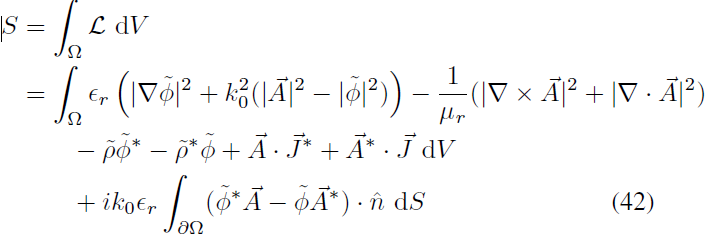 |S = ∫_Ω ℒ dV
= ∫_Ω ϵ_r (|∇ϕ̃|² + k₀²(|A⃗|² − |ϕ̃|²)) − 1/μ_r (|∇ × A⃗|² + |∇ · A⃗|²)
− ρ̃ϕ̃* − ρ̃*ϕ̃ + A⃗ · J⃗* + A⃗* · J⃗ dV
+ ik₀ϵ_r ∫_∂Ω (ϕ̃*A⃗ − ϕ̃A⃗*) · n̂ dS (42)